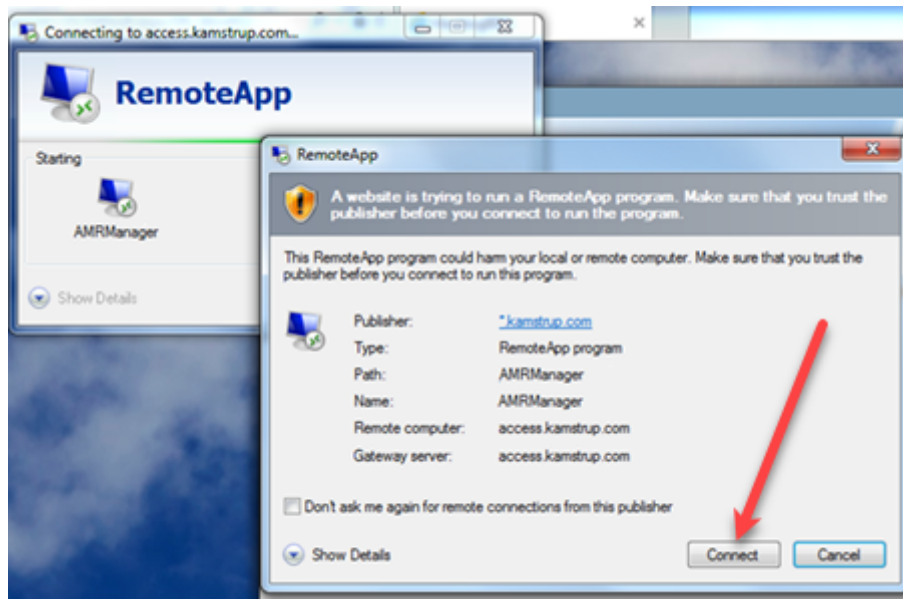 Connecting to access.kamstrup.com...
RemoteApp
Starting
AMRManager
Show Details
RemoteApp
A website is trying to run a RemoteApp program. Make sure that you trust the
publisher before you connect to run the program.
This RemoteApp program could harm your local or remote computer. Make sure that you trust the
publisher before you connect to run this program.
Publisher: *.kamstrup.com
Type: RemoteApp program
Path: AMRManager
Name: AMRManager
Remote computer: access.kamstrup.com
Gateway server: access.kamstrup.com
Don't ask me again for remote connections from this publisher
Show Details Connect Cancel